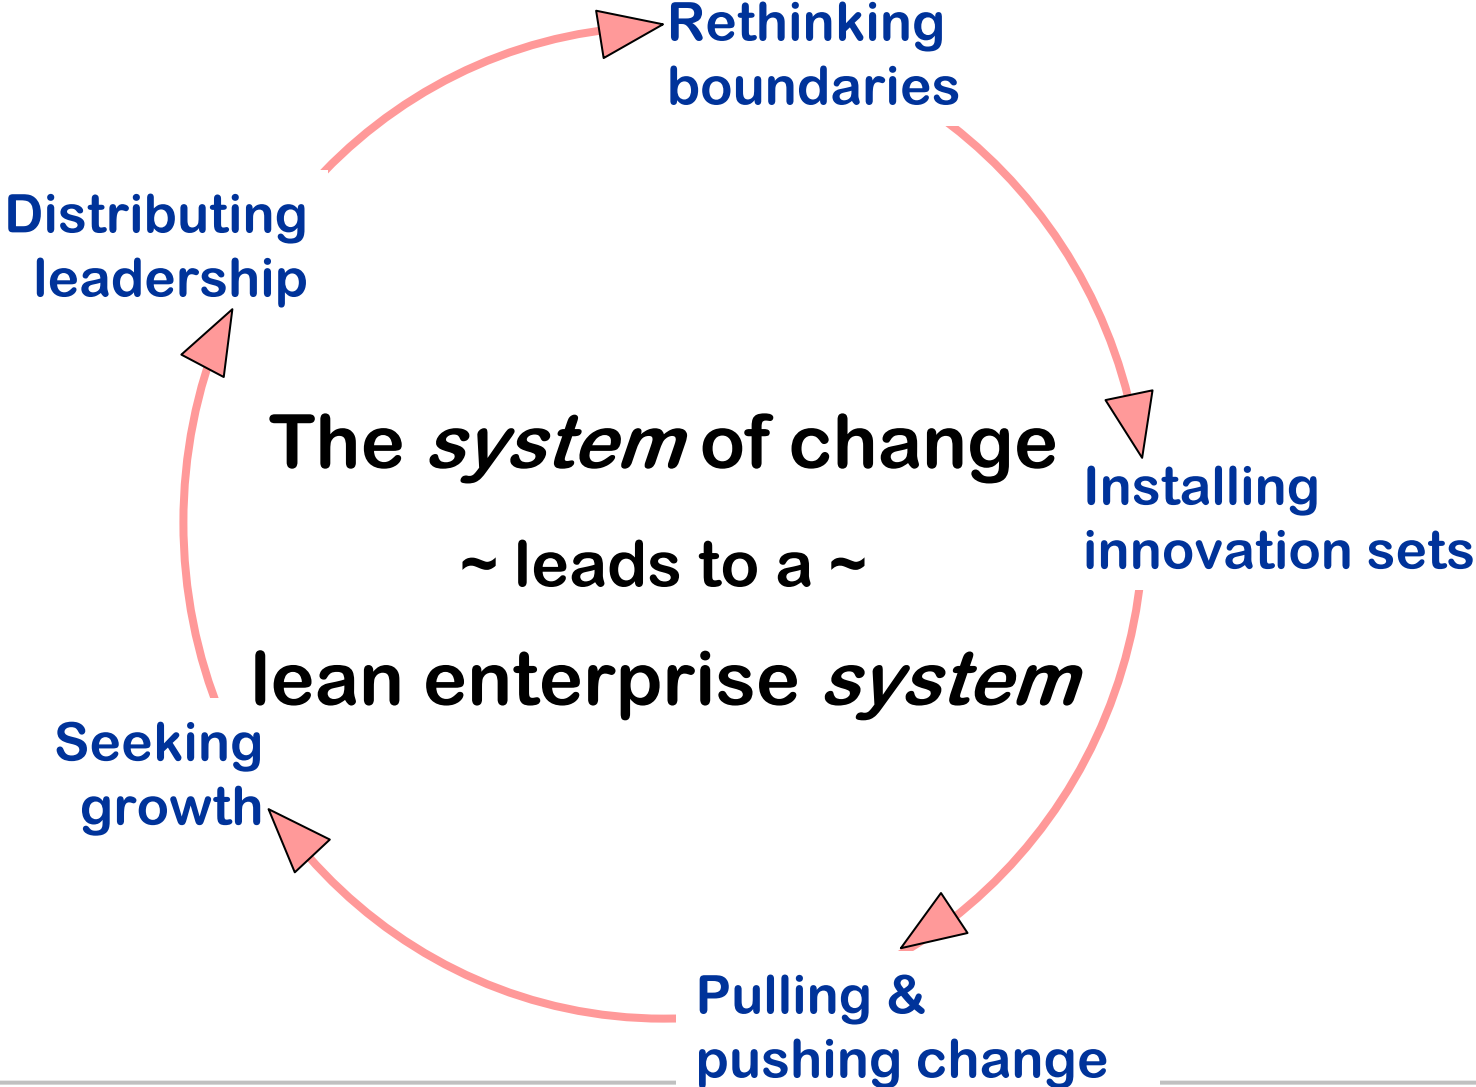 Rethinking
boundaries
Distributing
leadership
The system of change
Installing
innovation sets
~ leads to a ~
lean enterprise system
Seeking
growth
Pulling &
pushing change